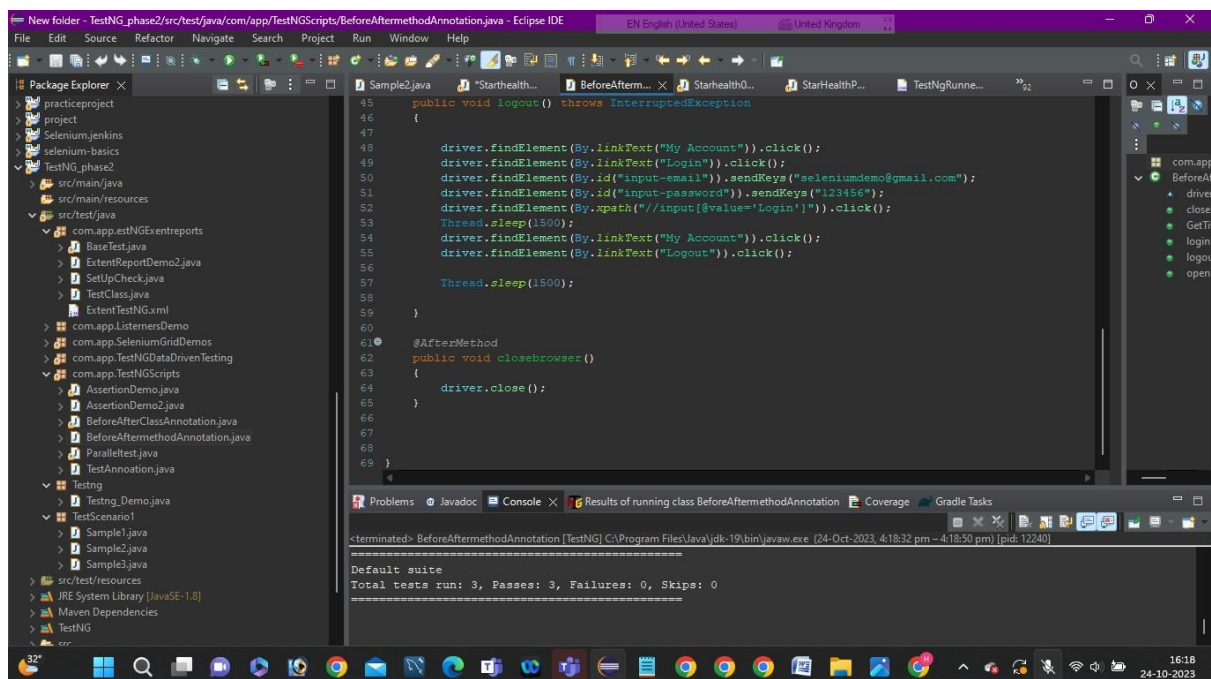 New folder - TestNG_phase2/src/test/java/com/app/TestNGScripts/BeforeAftermethodAnnotation.java - Eclipse IDE
EN English (United States)
United Kingdom
File Edit Source Refactor Navigate Search Project Run Window Help
Package Explorer
Sample2.java *Starthealth... BeforeAfterm... Starhealth0... StarHealthP... TestNgRunne... »92
practiceproject
project
Selenium.jenkins
selenium-basics
TestNG_phase2
src/main/java
src/main/resources
src/test/java
com.app.estNGExentreports
BaseTest.java
ExtentReportDemo2.java
SetUpCheck.java
TestClass.java
ExtentTestNG.xml
com.app.ListernersDemo
com.app.SeleniumGridDemos
com.app.TestNGDataDrivenTesting
com.app.TestNGScripts
AssertionDemo.java
AssertionDemo2.java
BeforeAfterClassAnnotation.java
BeforeAftermethodAnnotation.java
Paralleltest.java
TestAnnoation.java
Testng
Testng_Demo.java
TestScenario1
Sample1.java
Sample2.java
Sample3.java
src/test/resources
JRE System Library [JavaSE-1.8]
Maven Dependencies
TestNG
src
45 public void logout() throws InterruptedException
46 {
47
48 driver.findElement(By.linkText("My Account")).click();
49 driver.findElement(By.linkText("Login")).click();
50 driver.findElement(By.id("input-email")).sendKeys("seleniumdemo@gmail.com");
51 driver.findElement(By.id("input-password")).sendKeys("123456");
52 driver.findElement(By.xpath("//input[@value='Login']")).click();
53 Thread.sleep(1500);
54 driver.findElement(By.linkText("My Account")).click();
55 driver.findElement(By.linkText("Logout")).click();
56
57 Thread.sleep(1500);
58
59 }
60
61 @AfterMethod
62 public void closebrowser()
63 {
64 driver.close();
65 }
66
67
68
69 }
com.app
BeforeAf
driver
close
GetTi
login
logou
open
Problems Javadoc Console Results of running class BeforeAftermethodAnnotation Coverage Gradle Tasks
<terminated> BeforeAftermethodAnnotation [TestNG] C:\Program Files\Java\jdk-19\bin\javaw.exe (24-Oct-2023, 4:18:32 pm – 4:18:50 pm) [pid: 12240]
===============================================
Default suite
Total tests run: 3, Passes: 3, Failures: 0, Skips: 0
===============================================
32°
16:18
24-10-2023